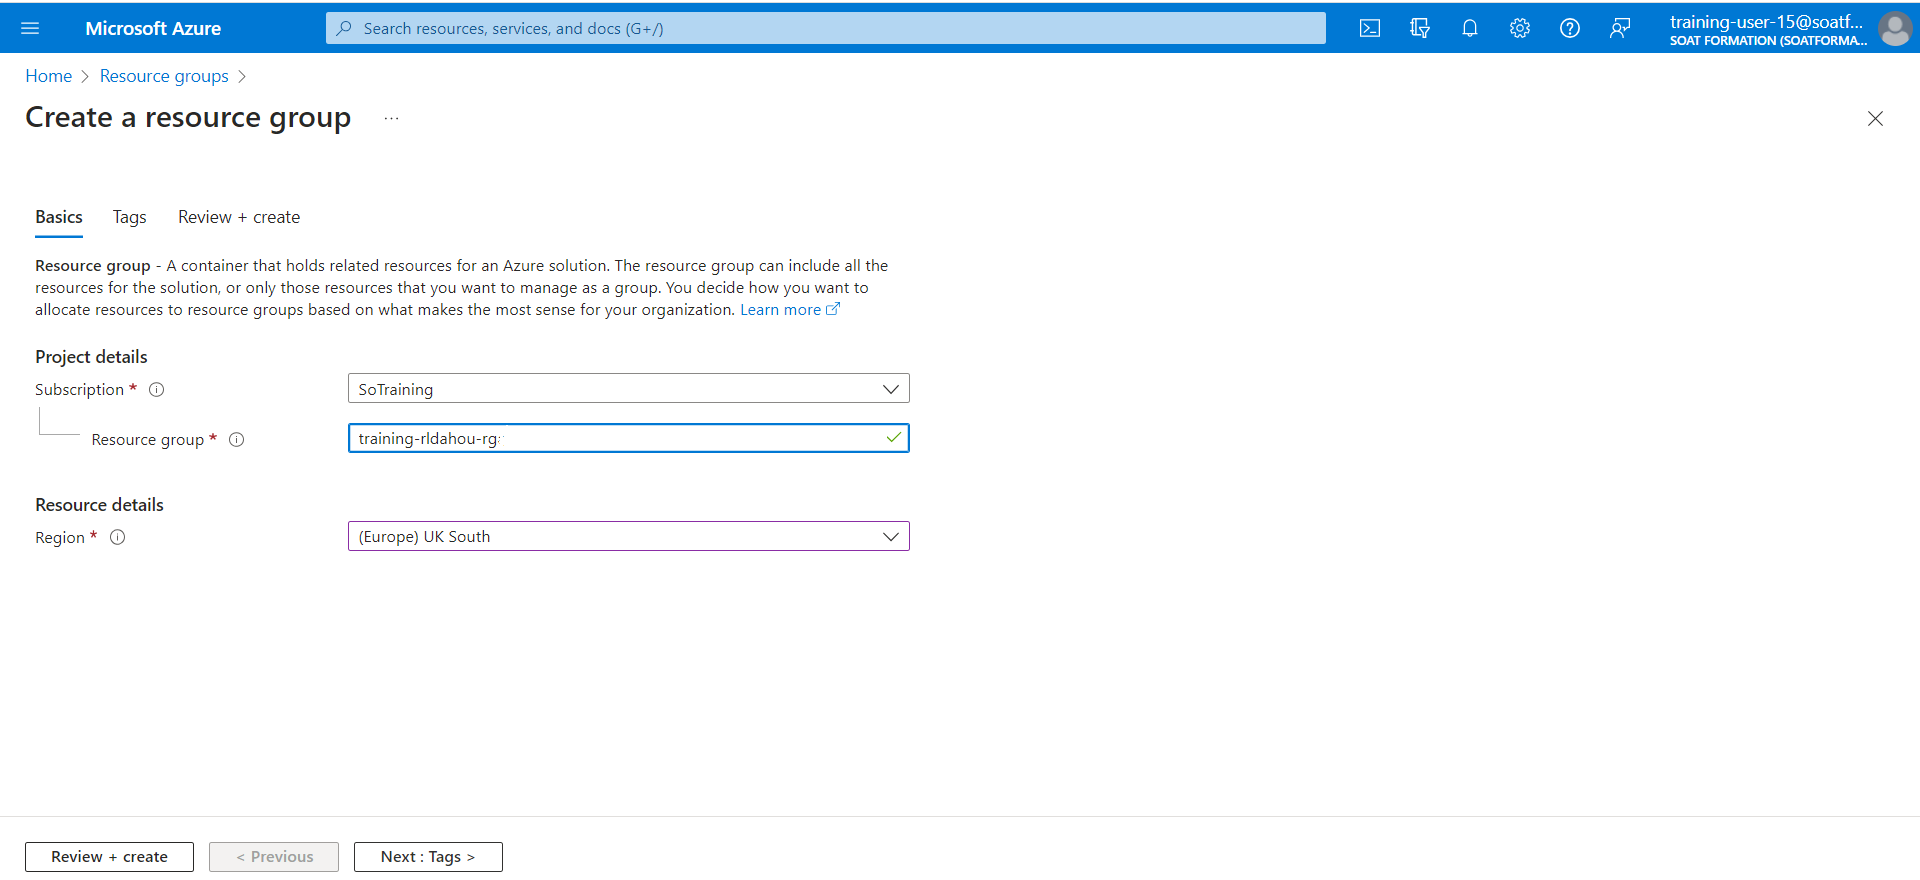 Microsoft Azure
Search resources, services, and docs (G+/)
training-user-15@soatf...
SOAT FORMATION (SOATFORMA...
Home > Resource groups >
Create a resource group ...
Basics Tags Review + create
Resource group - A container that holds related resources for an Azure solution. The resource group can include all the
resources for the solution, or only those resources that you want to manage as a group. You decide how you want to
allocate resources to resource groups based on what makes the most sense for your organization. Learn more
Project details
Subscription * SoTraining
Resource group * training-rldahou-rg
Resource details
Region * (Europe) UK South
Review + create < Previous Next : Tags >